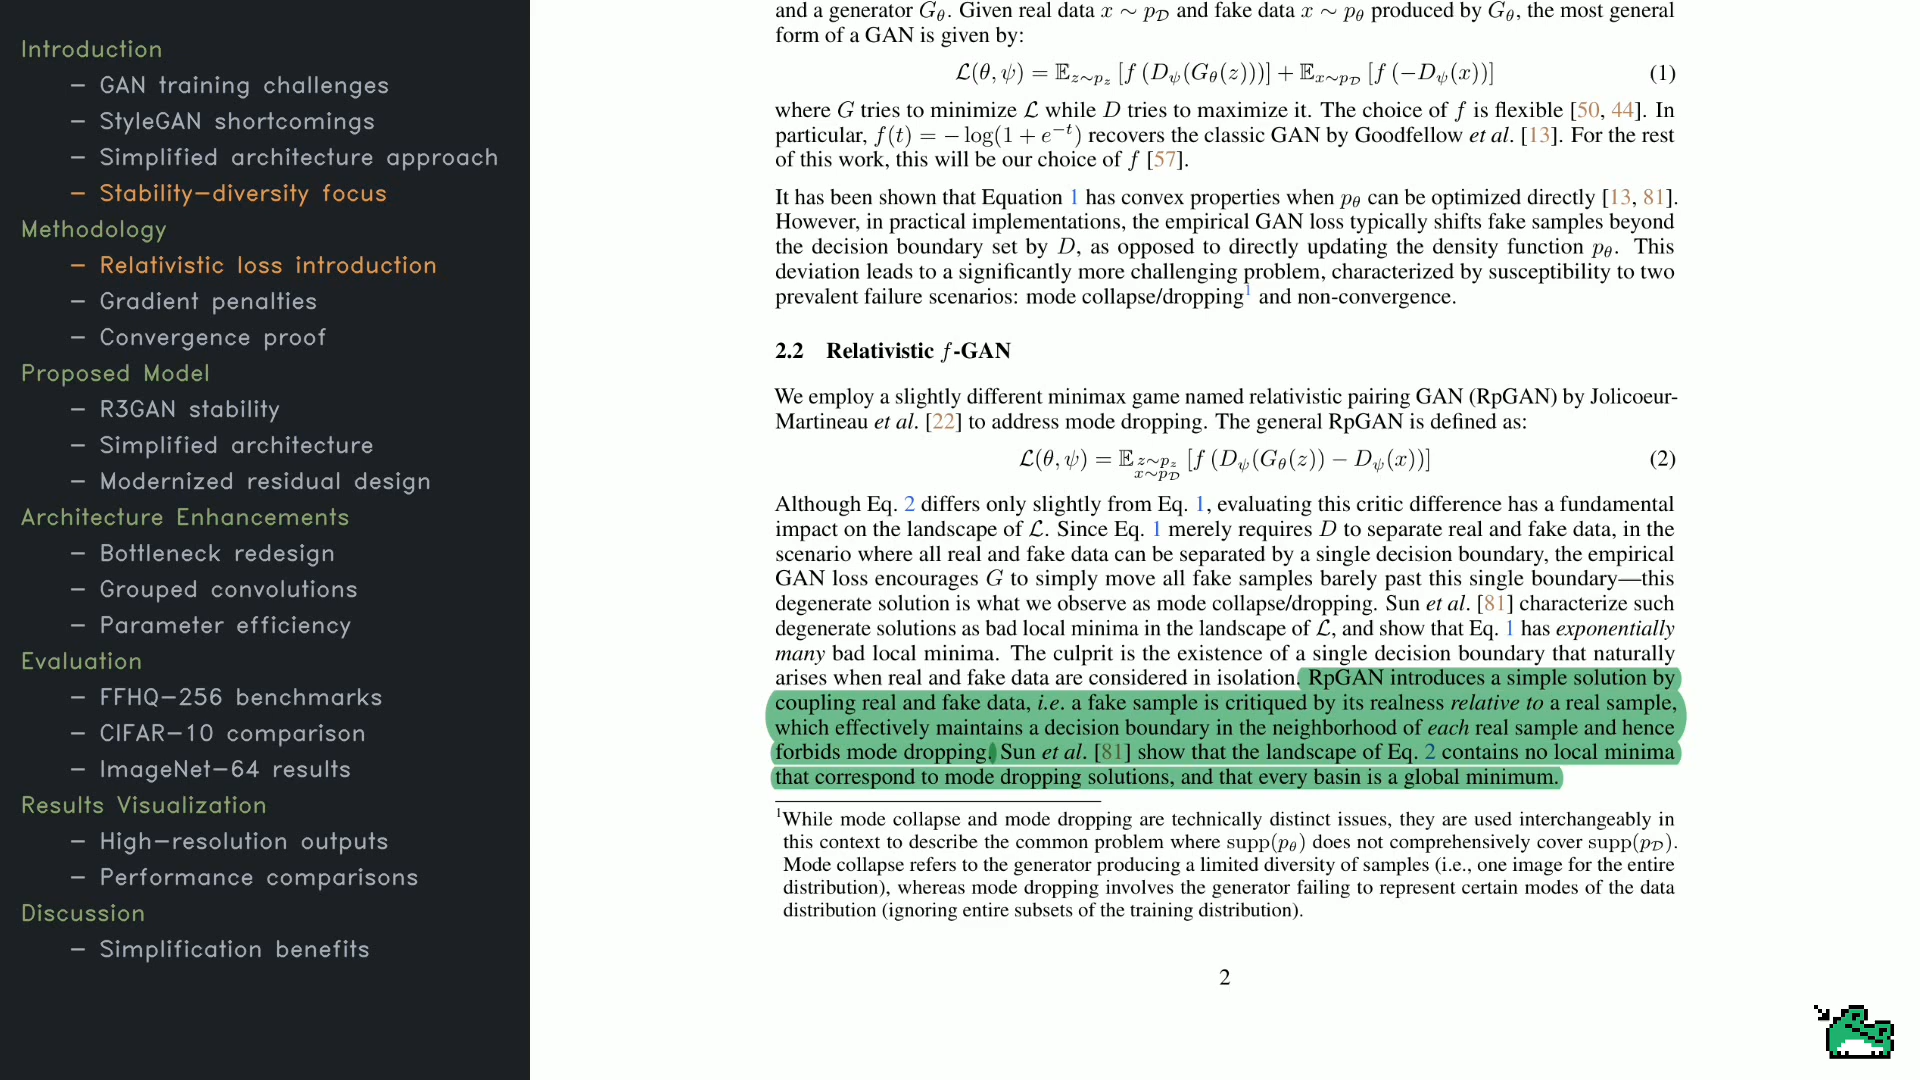 Introduction
– GAN training challenges
– StyleGAN shortcomings
– Simplified architecture approach
– Stability–diversity focus
Methodology
– Relativistic loss introduction
– Gradient penalties
– Convergence proof
Proposed Model
– R3GAN stability
– Simplified architecture
– Modernized residual design
Architecture Enhancements
– Bottleneck redesign
– Grouped convolutions
– Parameter efficiency
Evaluation
– FFHQ–256 benchmarks
– CIFAR–10 comparison
– ImageNet–64 results
Results Visualization
– High–resolution outputs
– Performance comparisons
Discussion
– Simplification benefits
and a generator G_θ. Given real data x ∼ p_𝒟 and fake data x ∼ p_θ produced by G_θ, the most general
form of a GAN is given by:
ℒ(θ, ψ) = 𝔼_{z∼p_z} [f (D_ψ(G_θ(z)))] + 𝔼_{x∼p_𝒟} [f (−D_ψ(x))] (1)
where G tries to minimize ℒ while D tries to maximize it. The choice of f is flexible [50, 44]. In
particular, f(t) = − log(1 + e^{−t}) recovers the classic GAN by Goodfellow et al. [13]. For the rest
of this work, this will be our choice of f [57].
It has been shown that Equation 1 has convex properties when p_θ can be optimized directly [13, 81].
However, in practical implementations, the empirical GAN loss typically shifts fake samples beyond
the decision boundary set by D, as opposed to directly updating the density function p_θ. This
deviation leads to a significantly more challenging problem, characterized by susceptibility to two
prevalent failure scenarios: mode collapse/dropping¹ and non-convergence.
2.2 Relativistic f-GAN
We employ a slightly different minimax game named relativistic pairing GAN (RpGAN) by Jolicoeur-
Martineau et al. [22] to address mode dropping. The general RpGAN is defined as:
ℒ(θ, ψ) = 𝔼_{z∼p_z, x∼p_𝒟} [f (D_ψ(G_θ(z)) − D_ψ(x))] (2)
Although Eq. 2 differs only slightly from Eq. 1, evaluating this critic difference has a fundamental
impact on the landscape of ℒ. Since Eq. 1 merely requires D to separate real and fake data, in the
scenario where all real and fake data can be separated by a single decision boundary, the empirical
GAN loss encourages G to simply move all fake samples barely past this single boundary—this
degenerate solution is what we observe as mode collapse/dropping. Sun et al. [81] characterize such
degenerate solutions as bad local minima in the landscape of ℒ, and show that Eq. 1 has exponentially
many bad local minima. The culprit is the existence of a single decision boundary that naturally
arises when real and fake data are considered in isolation. RpGAN introduces a simple solution by
coupling real and fake data, i.e. a fake sample is critiqued by its realness relative to a real sample,
which effectively maintains a decision boundary in the neighborhood of each real sample and hence
forbids mode dropping. Sun et al. [81] show that the landscape of Eq. 2 contains no local minima
that correspond to mode dropping solutions, and that every basin is a global minimum.
¹While mode collapse and mode dropping are technically distinct issues, they are used interchangeably in
this context to describe the common problem where supp(p_θ) does not comprehensively cover supp(p_𝒟).
Mode collapse refers to the generator producing a limited diversity of samples (i.e., one image for the entire
distribution), whereas mode dropping involves the generator failing to represent certain modes of the data
distribution (ignoring entire subsets of the training distribution).
2